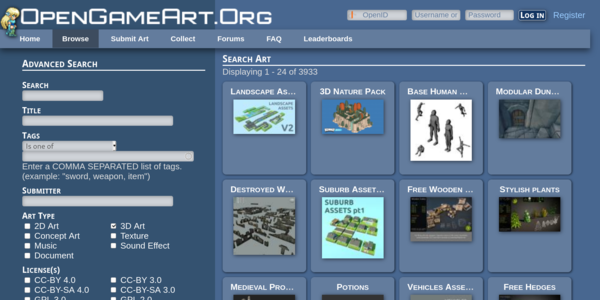 OpenGameArt.Org
OpenID
Username or
Password
Log in
Register
Home
Browse
Submit Art
Collect
Forums
FAQ
Leaderboards
Advanced Search
Search
Title
Tags
Is one of
Enter a COMMA SEPARATED list of tags.
(example: "sword, weapon, item")
Submitter
Art Type
2D Art
3D Art
Concept Art
Texture
Music
Sound Effect
Document
License(s)
CC-BY 4.0
CC-BY 3.0
CC-BY-SA 4.0
CC-BY-SA 3.0
GPL 3.0
GPL 2.0
Search Art
Displaying 1 - 24 of 3933
Landscape As...
3D Nature Pack
Base Human ...
Modular Dun...
LANDSCAPE
ASSETS
V2
Destroyed W...
Suburb Asset...
Free Wooden ...
Stylish plants
SUBURB
ASSETS pt1
Medieval Pro...
Potions
Vehicles Asse...
Free Hedges